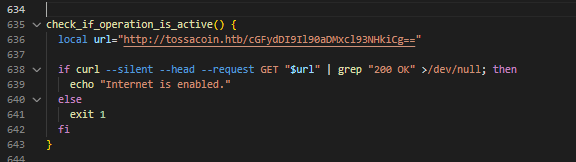 634
635 check_if_operation_is_active() {
636 local url="http://tossacoin.htb/cGFydDI9Il90aDMxcl93NHkiCg=="
637
638 if curl --silent --head --request GET "$url" | grep "200 OK" >/dev/null; then
639 echo "Internet is enabled."
640 else
641 exit 1
642 fi
643 }
644